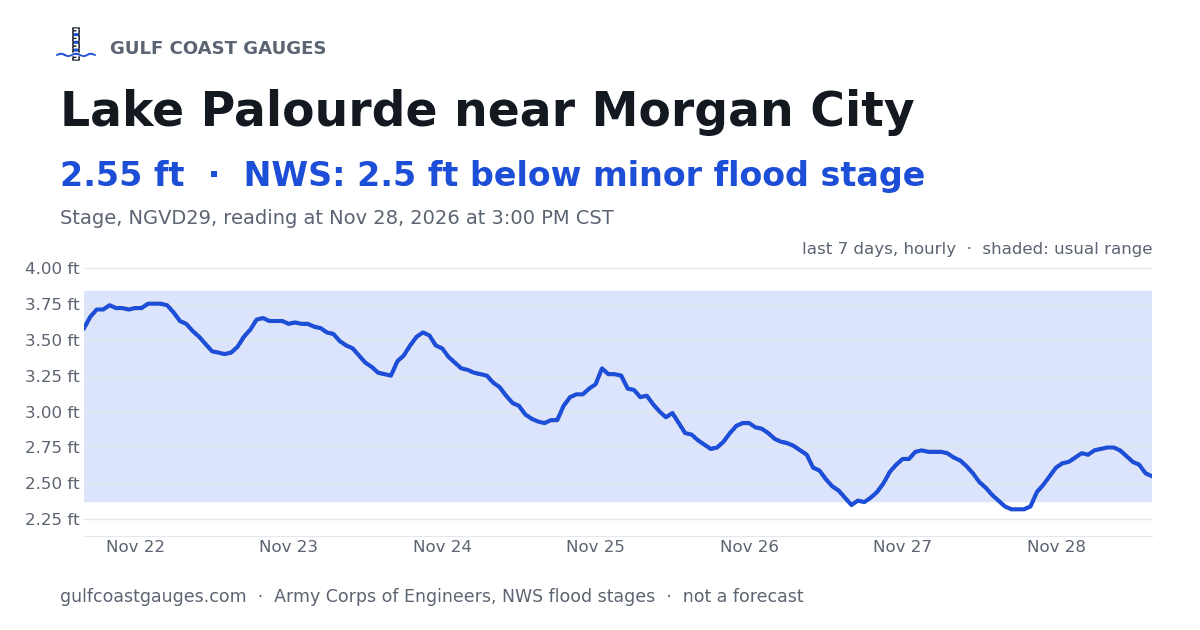 GULF COAST GAUGES
Lake Palourde near Morgan City
2.55 ft · NWS: 2.5 ft below minor flood stage
Stage, NGVD29, reading at Nov 28, 2026 at 3:00 PM CST
last 7 days, hourly · shaded: usual range
4.00 ft
3.75 ft
3.50 ft
3.25 ft
3.00 ft
2.75 ft
2.50 ft
2.25 ft
Nov 22 Nov 23 Nov 24 Nov 25 Nov 26 Nov 27 Nov 28
gulfcoastgauges.com · Army Corps of Engineers, NWS flood stages · not a forecast